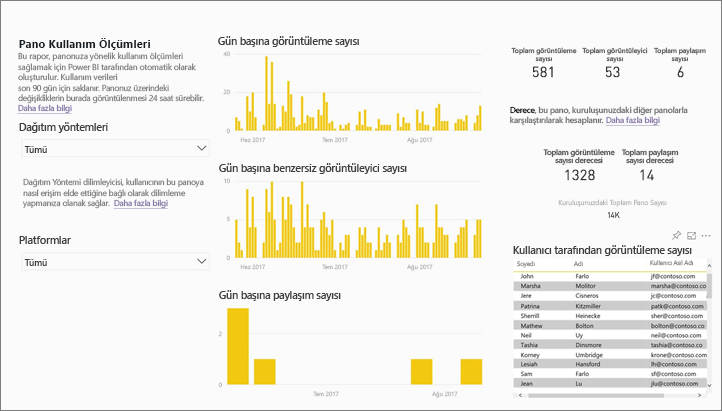 Pano Kullanım Ölçümleri
Bu rapor, panonuza yönelik kullanım ölçümleri
sağlamak için Power BI tarafından otomatik olarak
oluşturulur. Kullanım verileri
son 90 gün için saklanır. Panonuz üzerindeki
değişikliklerin burada görüntülenmesi 24 saat sürebilir.
Daha fazla bilgi
Dağıtım yöntemleri
Tümü
Dağıtım Yöntemi dilimleyicisi, kullanıcının bu panoya
nasıl erişim elde ettiğine bağlı olarak dilimleme
yapmanıza olanak sağlar. Daha fazla bilgi
Platformlar
Tümü
Gün başına görüntüleme sayısı
40
20
0
Haz 2017 Tem 2017 Ağu 2017
Gün başına benzersiz görüntüleyici sayısı
10
5
0
Haz 2017 Tem 2017 Ağu 2017
Gün başına paylaşım sayısı
2
0
Tem 2017 Ağu 2017
Toplam görüntüleme sayısı
581
Toplam görüntüleyici sayısı
53
Toplam paylaşım sayısı
6
Derece, bu pano, kuruluşunuzdaki diğer panolarla
karşılaştırılarak hesaplanır. Daha fazla bilgi
Toplam görüntüleme sayısı derecesi
1328
Toplam paylaşım sayısı derecesi
14
Kuruluşunuzdaki Toplam Pano Sayısı
14K
Kullanıcı tarafından görüntüleme sayısı
Soyadı Adı Kullanıcı Asıl Adı
John Farlo jf@contoso.com
Marsha Molitor marsha@contoso.co
Jere Cisneros jc@contoso.com
Patrina Kitzmiller patk@contoso.com
Sherrill Heinecke sher@contoso.com
Mathew Bolton bolton@contoso.co
Neil Uy neil@contoso.com
Tashia Dinsmore tashia@contoso.co
Korney Umbridge krone@contoso.com
Lesiah Hansford lh@contoso.com
Sam Farlo sf@contoso.com
Jean Lu jlu@contoso.com